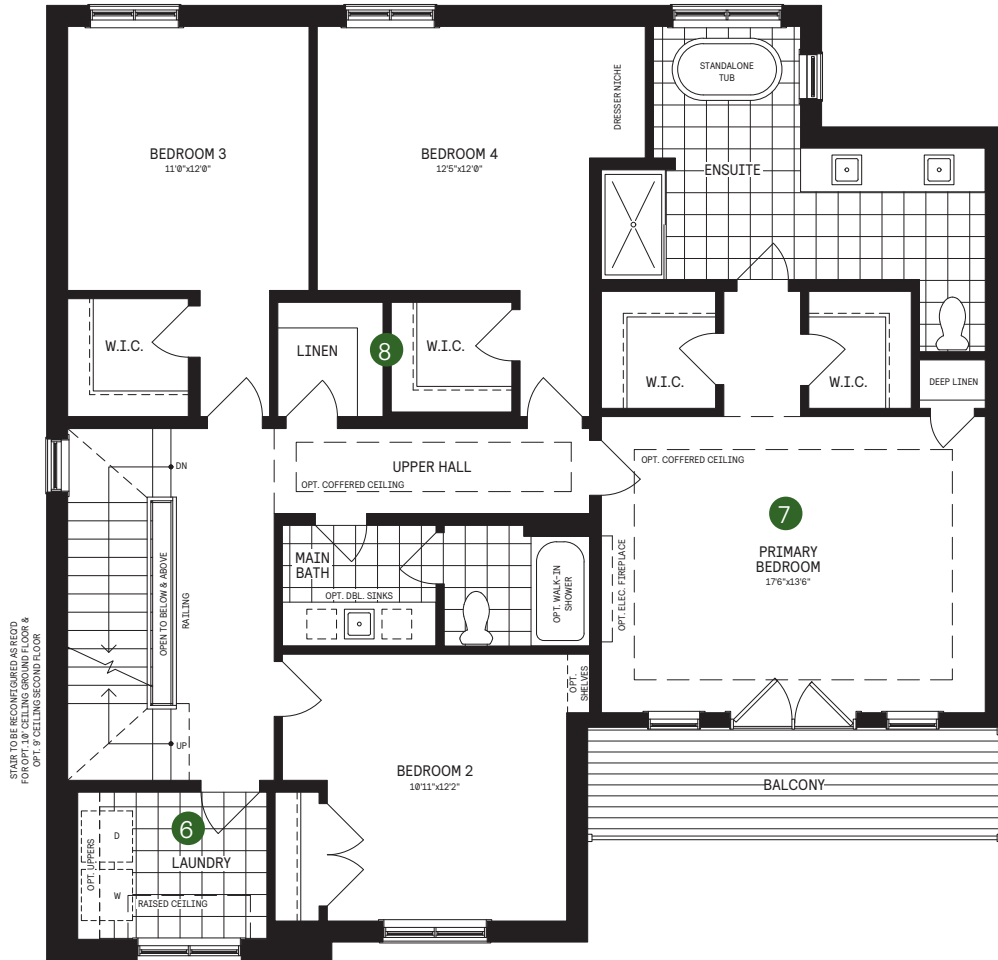 STANDALONE
TUB
DRESSER NICHE
BEDROOM 3
11'0"x12'0"
BEDROOM 4
12'5"x12'0"
ENSUITE
W.I.C.
LINEN
8
W.I.C.
W.I.C.
W.I.C.
DEEP LINEN
DN
UPPER HALL
OPT. COFFERED CEILING
OPT. COFFERED CEILING
7
PRIMARY
BEDROOM
17'6"x13'6"
OPT. ELEC. FIREPLACE
MAIN
BATH
OPT. DBL. SINKS
OPT. WALK-IN
SHOWER
OPEN TO BELOW & ABOVE
RAILING
STAIR TO BE RECONFIGURED AS REQ'D
FOR OPT. 10' CEILING GROUND FLOOR &
OPT. 9' CEILING SECOND FLOOR
OPT.
SHELVES
UP
BEDROOM 2
10'11"x12'2"
BALCONY
6
LAUNDRY
OPT. UPPERS
D
W
RAISED CEILING